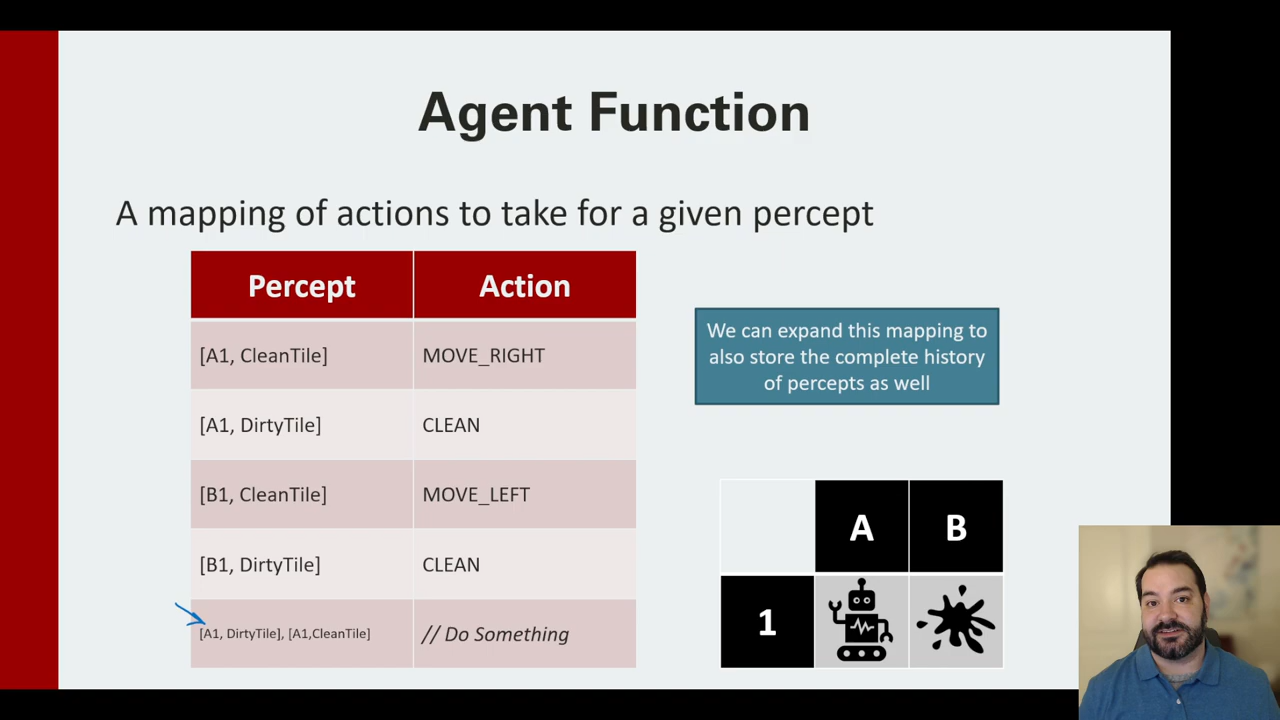 Agent Function
A mapping of actions to take for a given percept
Percept Action
[A1, CleanTile] MOVE_RIGHT
[A1, DirtyTile] CLEAN
[B1, CleanTile] MOVE_LEFT
[B1, DirtyTile] CLEAN
[A1, DirtyTile], [A1,CleanTile] // Do Something
We can expand this mapping to
also store the complete history
of percepts as well
A B
1